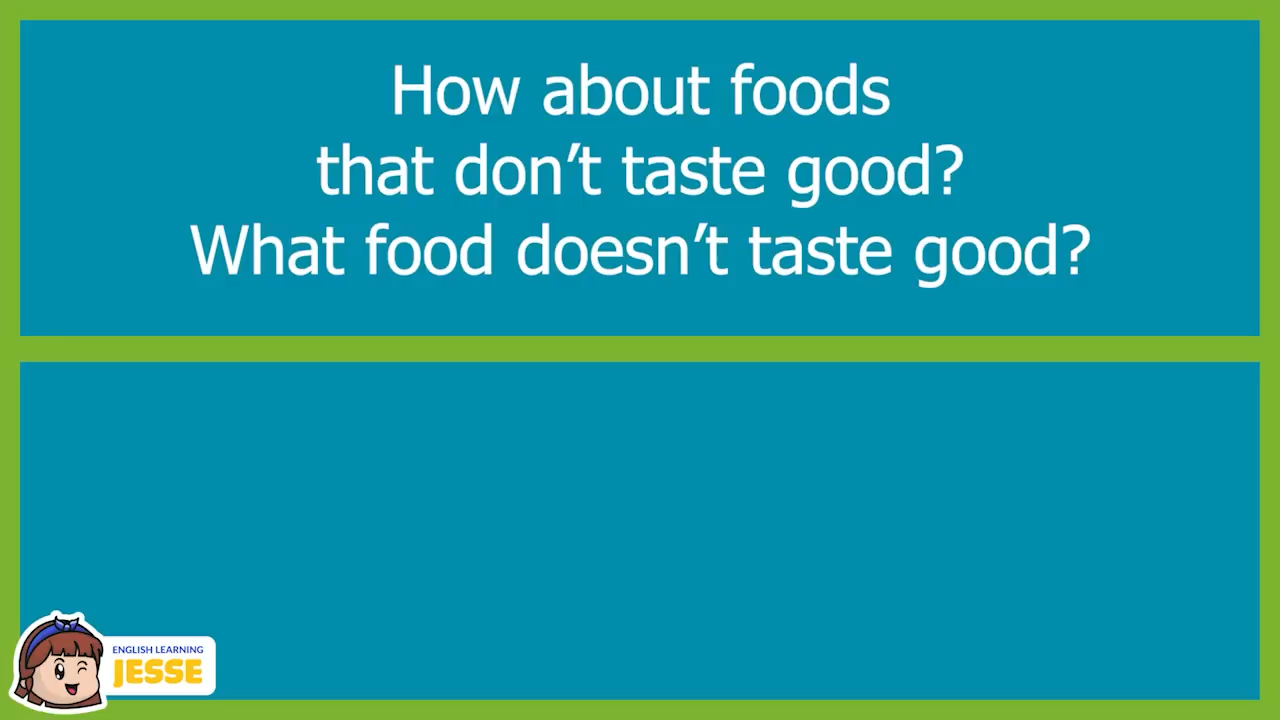 How about foods
that don’t taste good?
What food doesn’t taste good?
ENGLISH LEARNING
JESSE